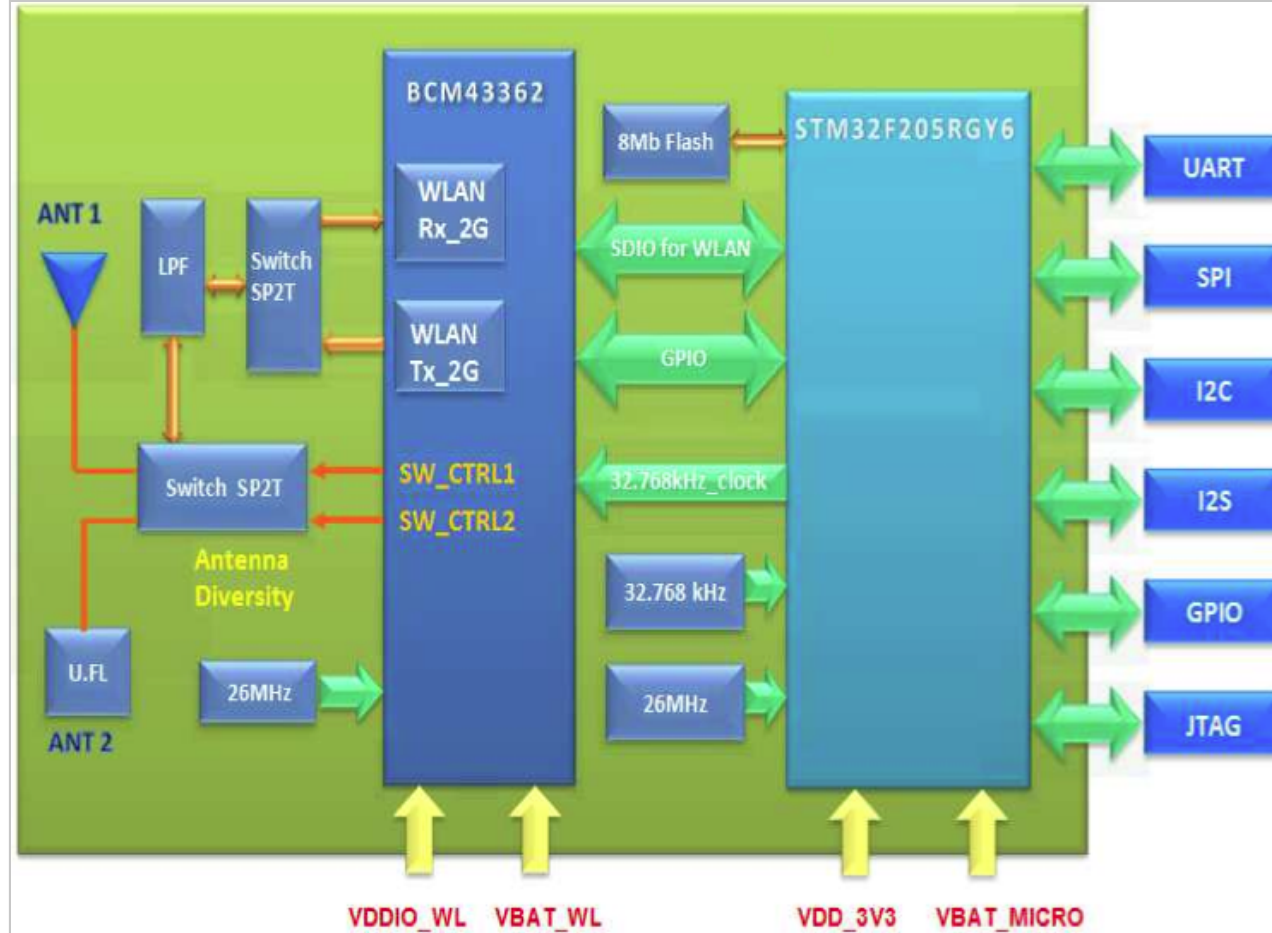 BCM43362
STM32F205RGY6
8Mb Flash
UART
WLAN
Rx_2G
ANT 1
LPF
Switch
SP2T
SDIO for WLAN
SPI
WLAN
Tx_2G
GPIO
I2C
Switch SP2T
SW_CTRL1
SW_CTRL2
32.768kHz_clock
I2S
Antenna
Diversity
32.768 kHz
GPIO
U.FL
ANT 2
26MHz
26MHz
JTAG
VDDIO_WL
VBAT_WL
VDD_3V3
VBAT_MICRO